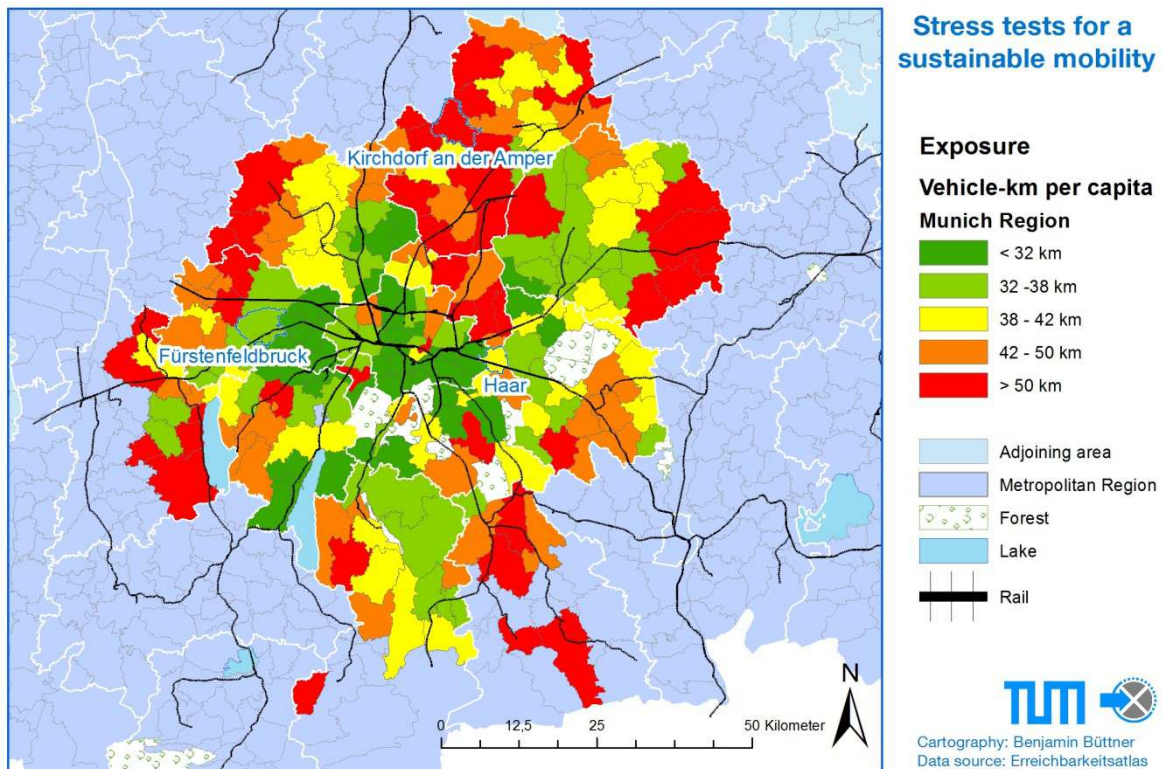 Stress tests for a
sustainable mobility
Exposure
Vehicle-km per capita
Munich Region
< 32 km
32 -38 km
38 - 42 km
42 - 50 km
> 50 km
Adjoining area
Metropolitan Region
Forest
Lake
Rail
Kirchdorf an der Amper
Fürstenfeldbruck
Haar
N
0 12,5 25 50 Kilometer
TUM
Cartography: Benjamin Büttner
Data source: Erreichbarkeitsatlas